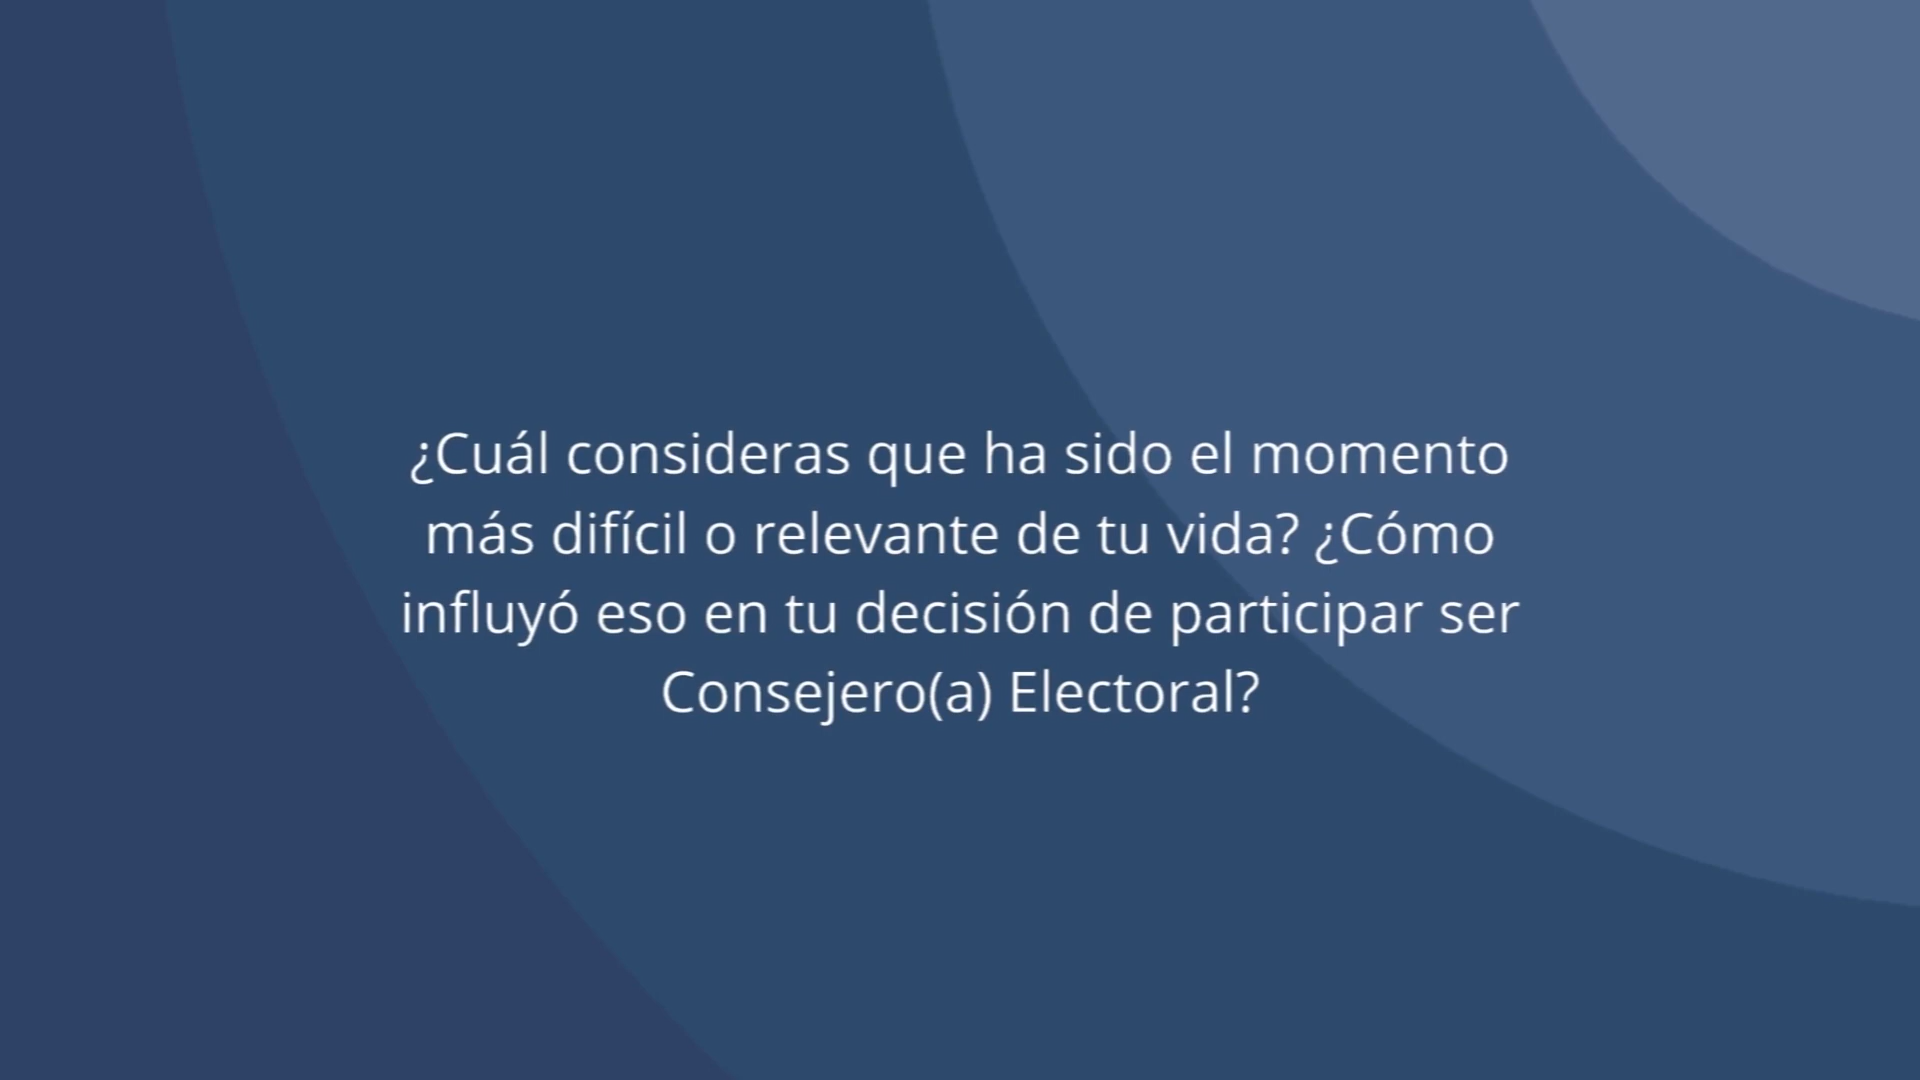 ¿Cuál consideras que ha sido el momento
más difícil o relevante de tu vida? ¿Cómo
influyó eso en tu decisión de participar ser
Consejero(a) Electoral?